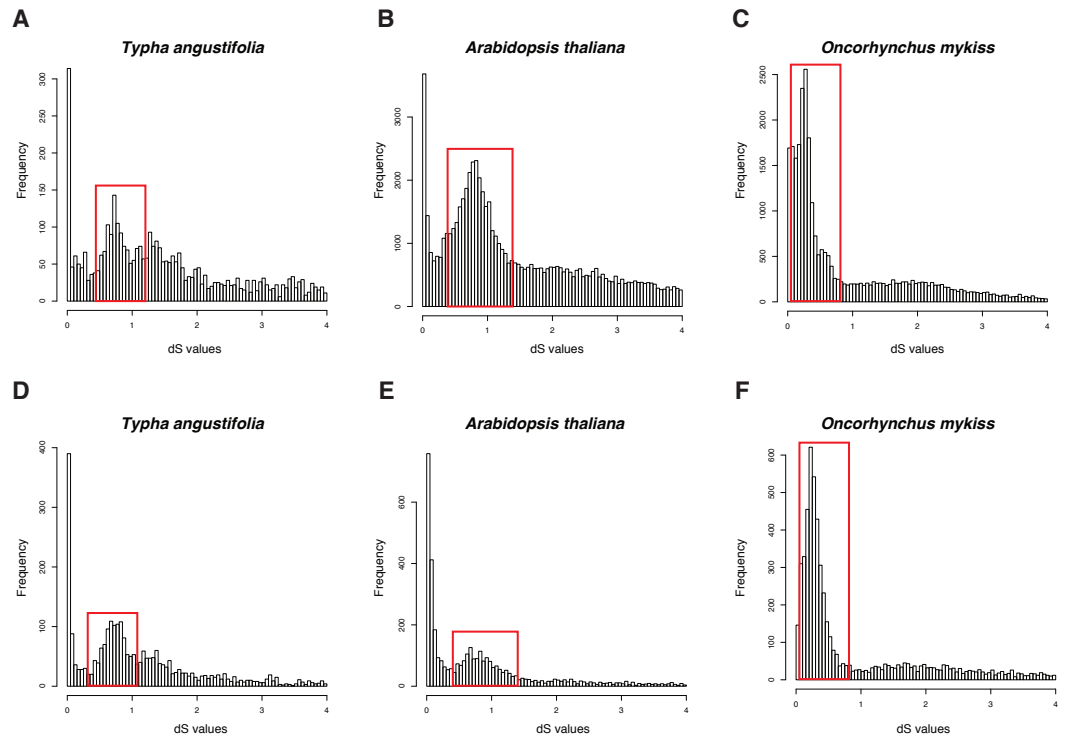 A
B
C
Typha angustifolia
Arabidopsis thaliana
Oncorhynchus mykiss
Frequency
0
50
100
150
200
250
300
0 1 2 3 4
dS values
Frequency
0
1000
2000
3000
0 1 2 3 4
dS values
Frequency
0
500
1000
1500
2000
2500
0 1 2 3 4
dS values
D
E
F
Typha angustifolia
Arabidopsis thaliana
Oncorhynchus mykiss
Frequency
0
100
200
300
400
0 1 2 3 4
dS values
Frequency
0
200
400
600
0 1 2 3 4
dS values
Frequency
0
100
200
300
400
500
600
0 1 2 3 4
dS values